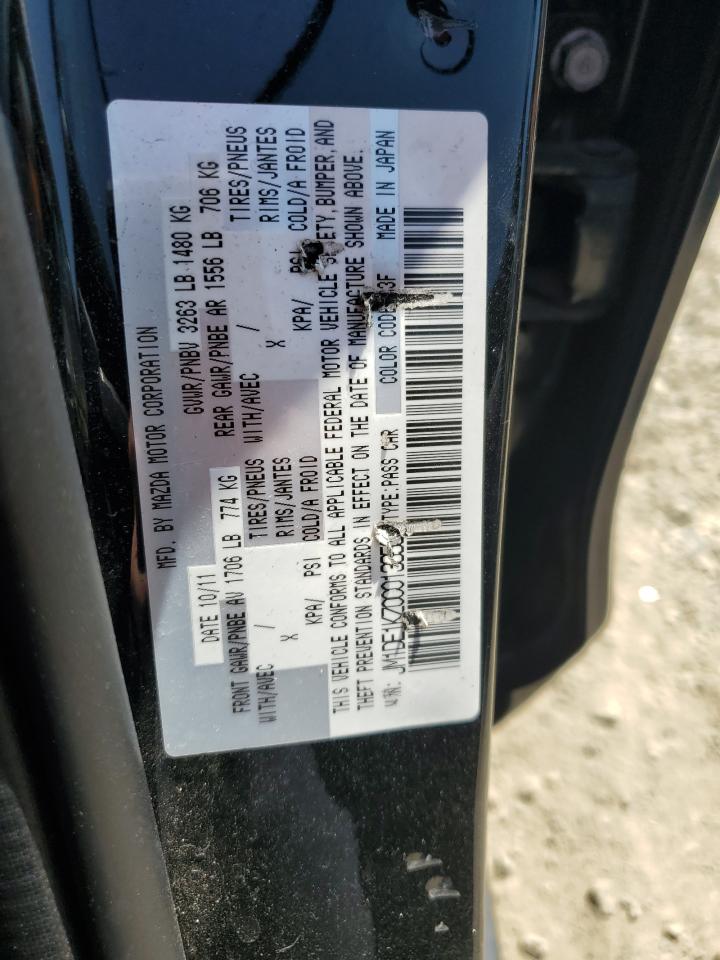 MFD. BY MAZDA MOTOR CORPORATION
DATE 10/11 GVWR/PNBV 3263 LB 1480 KG
FRONT GAWR/PNBE AV 1706 LB 774 KG REAR GAWR/PNBE AR 1556 LB 706 KG
WITH/AVEC TIRES/PNEUS WITH/AVEC TIRES/PNEUS
/ RIMS/JANTES / RIMS/JANTES
X X
KPA/ PSI COLD/A FROID KPA/ COLD/A FROID
THIS VEHICLE CONFORMS TO ALL APPLICABLE FEDERAL MOTOR VEHICLE BUMPER, AND
THEFT PREVENTION STANDARDS IN EFFECT ON THE DATE OF MANUFACTURE SHOWN ABOVE.
TYPE:PASS CAR COLOR CODE MADE IN JAPAN